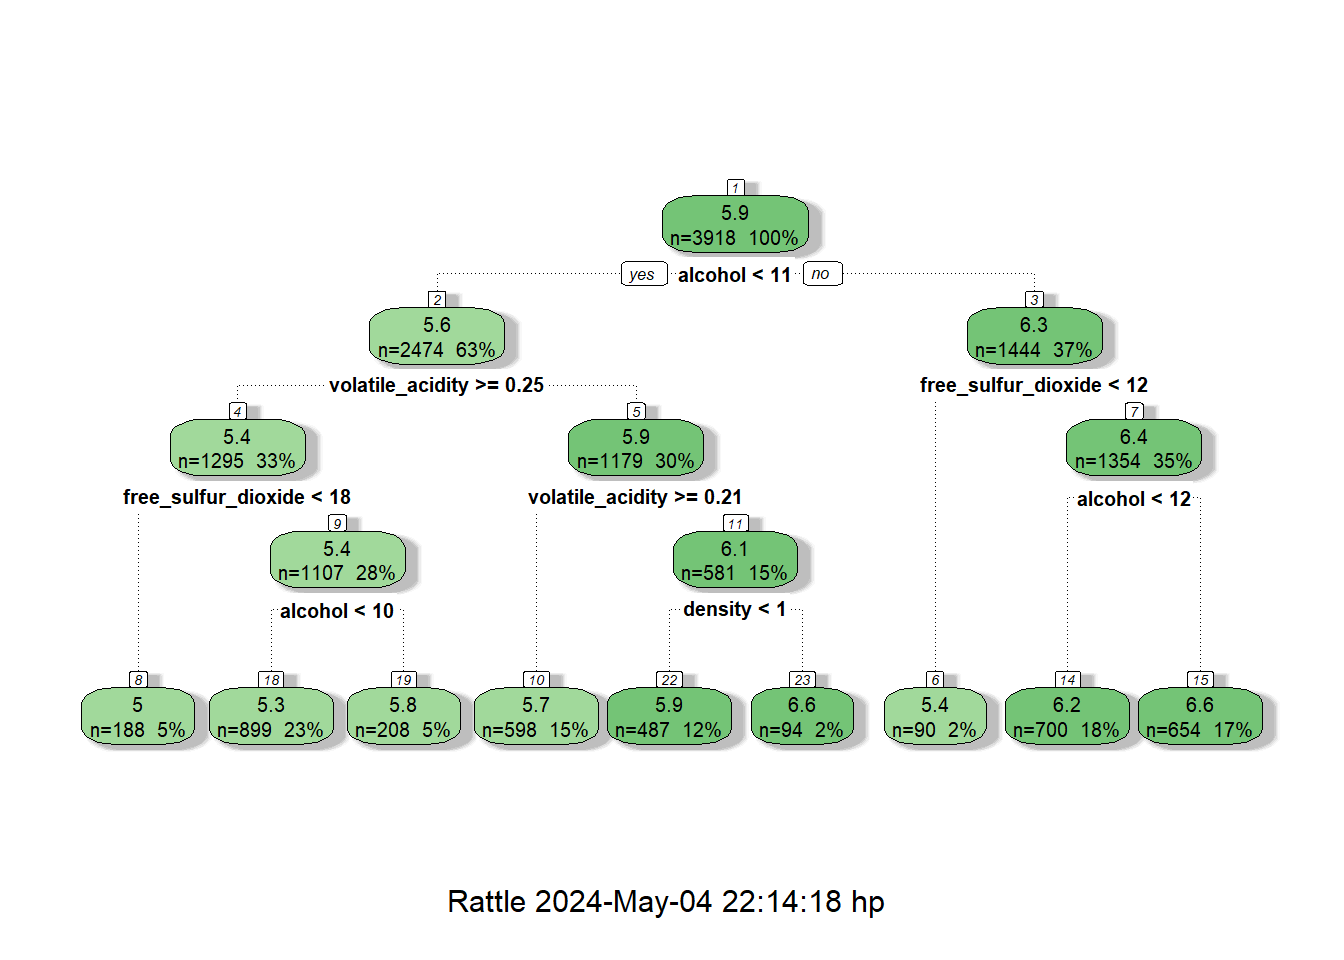 1
5.9
n=3918 100%
yes alcohol < 11 no
2
5.6
n=2474 63%
3
6.3
n=1444 37%
volatile_acidity >= 0.25
free_sulfur_dioxide < 12
4
5.4
n=1295 33%
5
5.9
n=1179 30%
7
6.4
n=1354 35%
free_sulfur_dioxide < 18
volatile_acidity >= 0.21
alcohol < 12
9
5.4
n=1107 28%
11
6.1
n=581 15%
alcohol < 10
density < 1
8
5
n=188 5%
18
5.3
n=899 23%
19
5.8
n=208 5%
10
5.7
n=598 15%
22
5.9
n=487 12%
23
6.6
n=94 2%
6
5.4
n=90 2%
14
6.2
n=700 18%
15
6.6
n=654 17%
Rattle 2024-May-04 22:14:18 hp